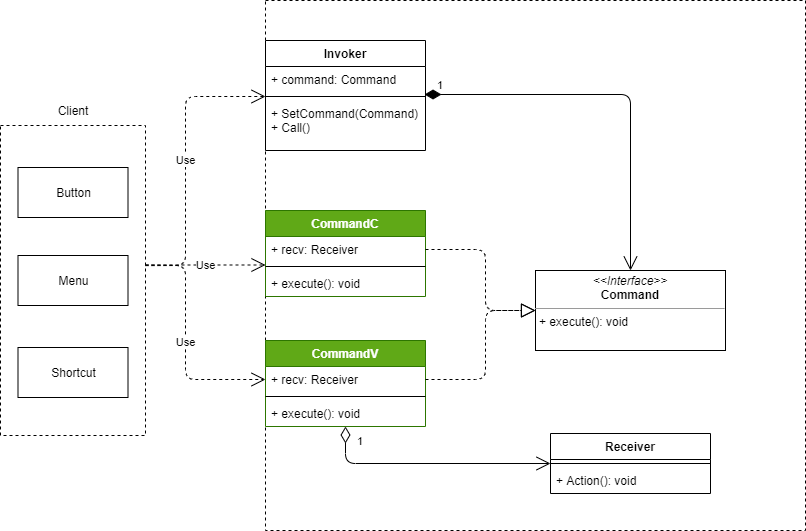 Invoker
+ command: Command
1
+ SetCommand(Command)
+ Call()
Client
Use
Button
CommandC
+ recv: Receiver
Use
Menu
+ execute(): void
<<Interface>>
Command
+ execute(): void
Use
CommandV
Shortcut
+ recv: Receiver
+ execute(): void
1
Receiver
+ Action(): void